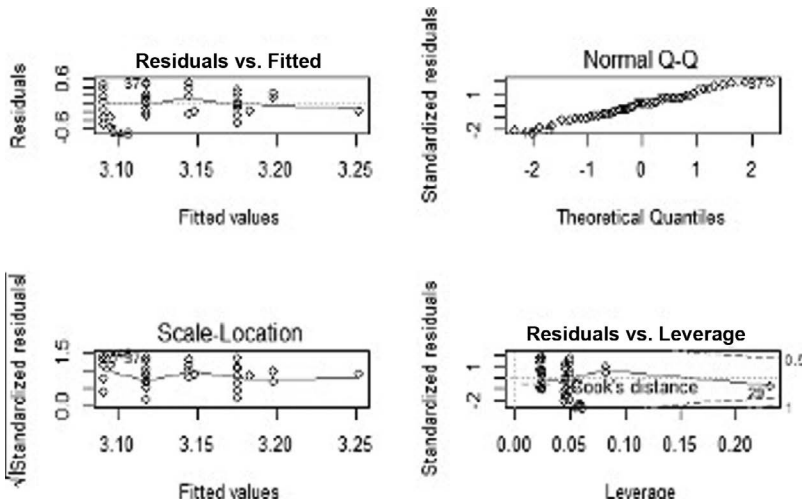 Residuals vs. Fitted
Residuals
0.6
-0.6
37
3.10
3.15
3.20
3.25
Fitted values
Normal Q-Q
Standardized residuals
1
-2
37
-2
-1
0
1
2
Theoretical Quantiles
Scale-Location
√|Standardized residuals|
1.5
0.0
37
3.10
3.15
3.20
3.25
Fitted values
Residuals vs. Leverage
Standardized residuals
1
-2
Cook's distance
29
0.5
1
0.00
0.05
0.10
0.15
0.20
Leverage